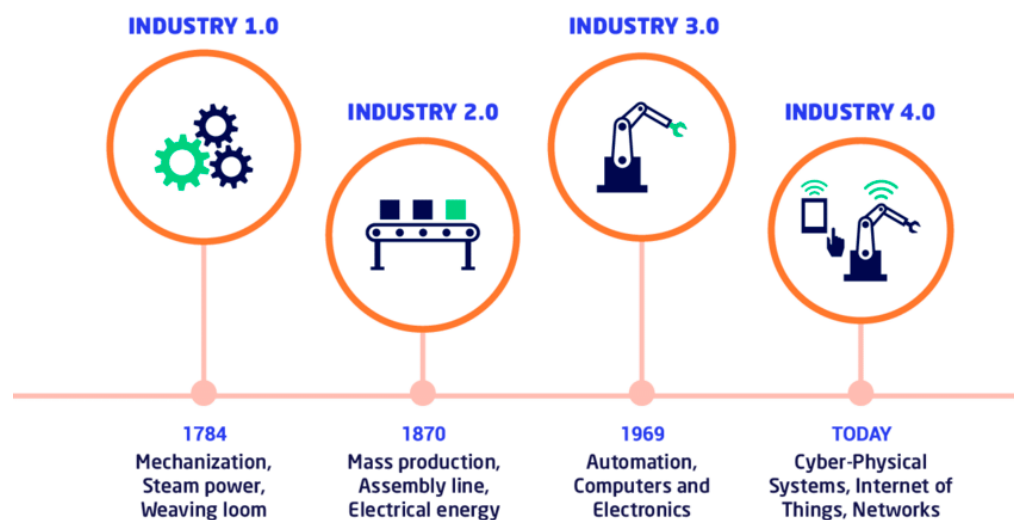 INDUSTRY 1.0
INDUSTRY 2.0
INDUSTRY 3.0
INDUSTRY 4.0
1784
Mechanization,
Steam power,
Weaving loom
1870
Mass production,
Assembly line,
Electrical energy
1969
Automation,
Computers and
Electronics
TODAY
Cyber-Physical
Systems, Internet of
Things, Networks